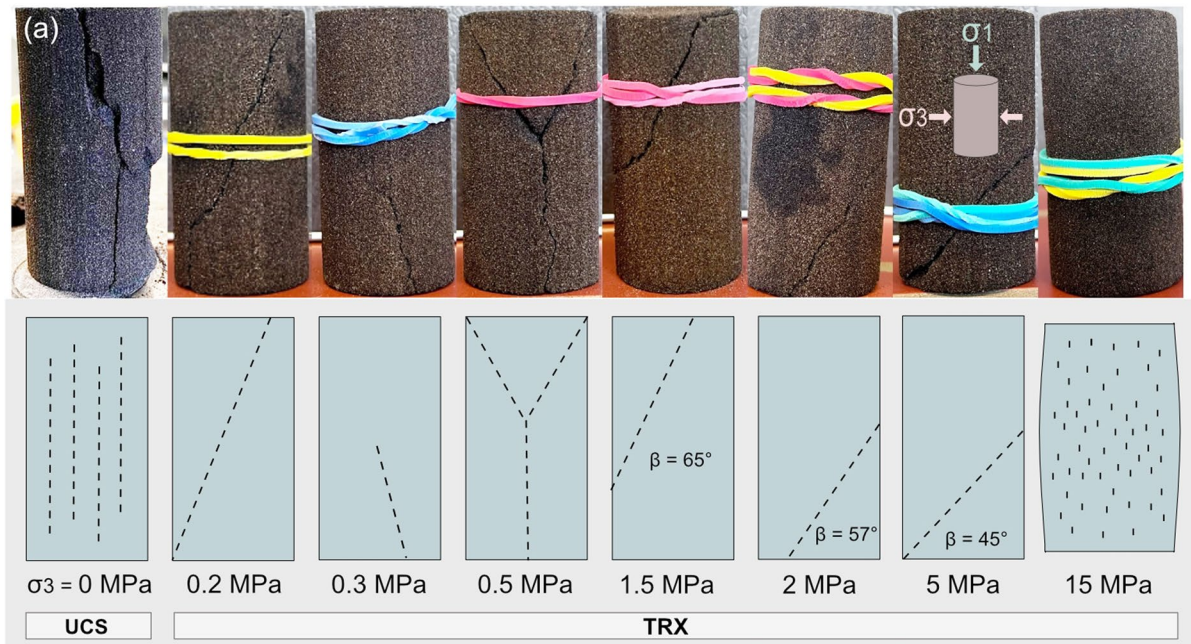 (a)
σ1
σ3
β = 65°
β = 57°
β = 45°
σ3 = 0 MPa
0.2 MPa
0.3 MPa
0.5 MPa
1.5 MPa
2 MPa
5 MPa
15 MPa
UCS
TRX